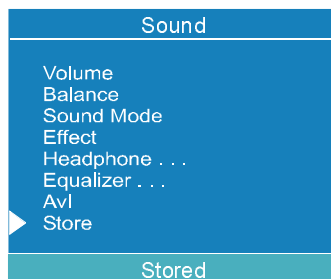 Sound
Volume
Balance
Sound Mode
Effect
Headphone . . .
Equalizer . . .
Avl
Store
Stored